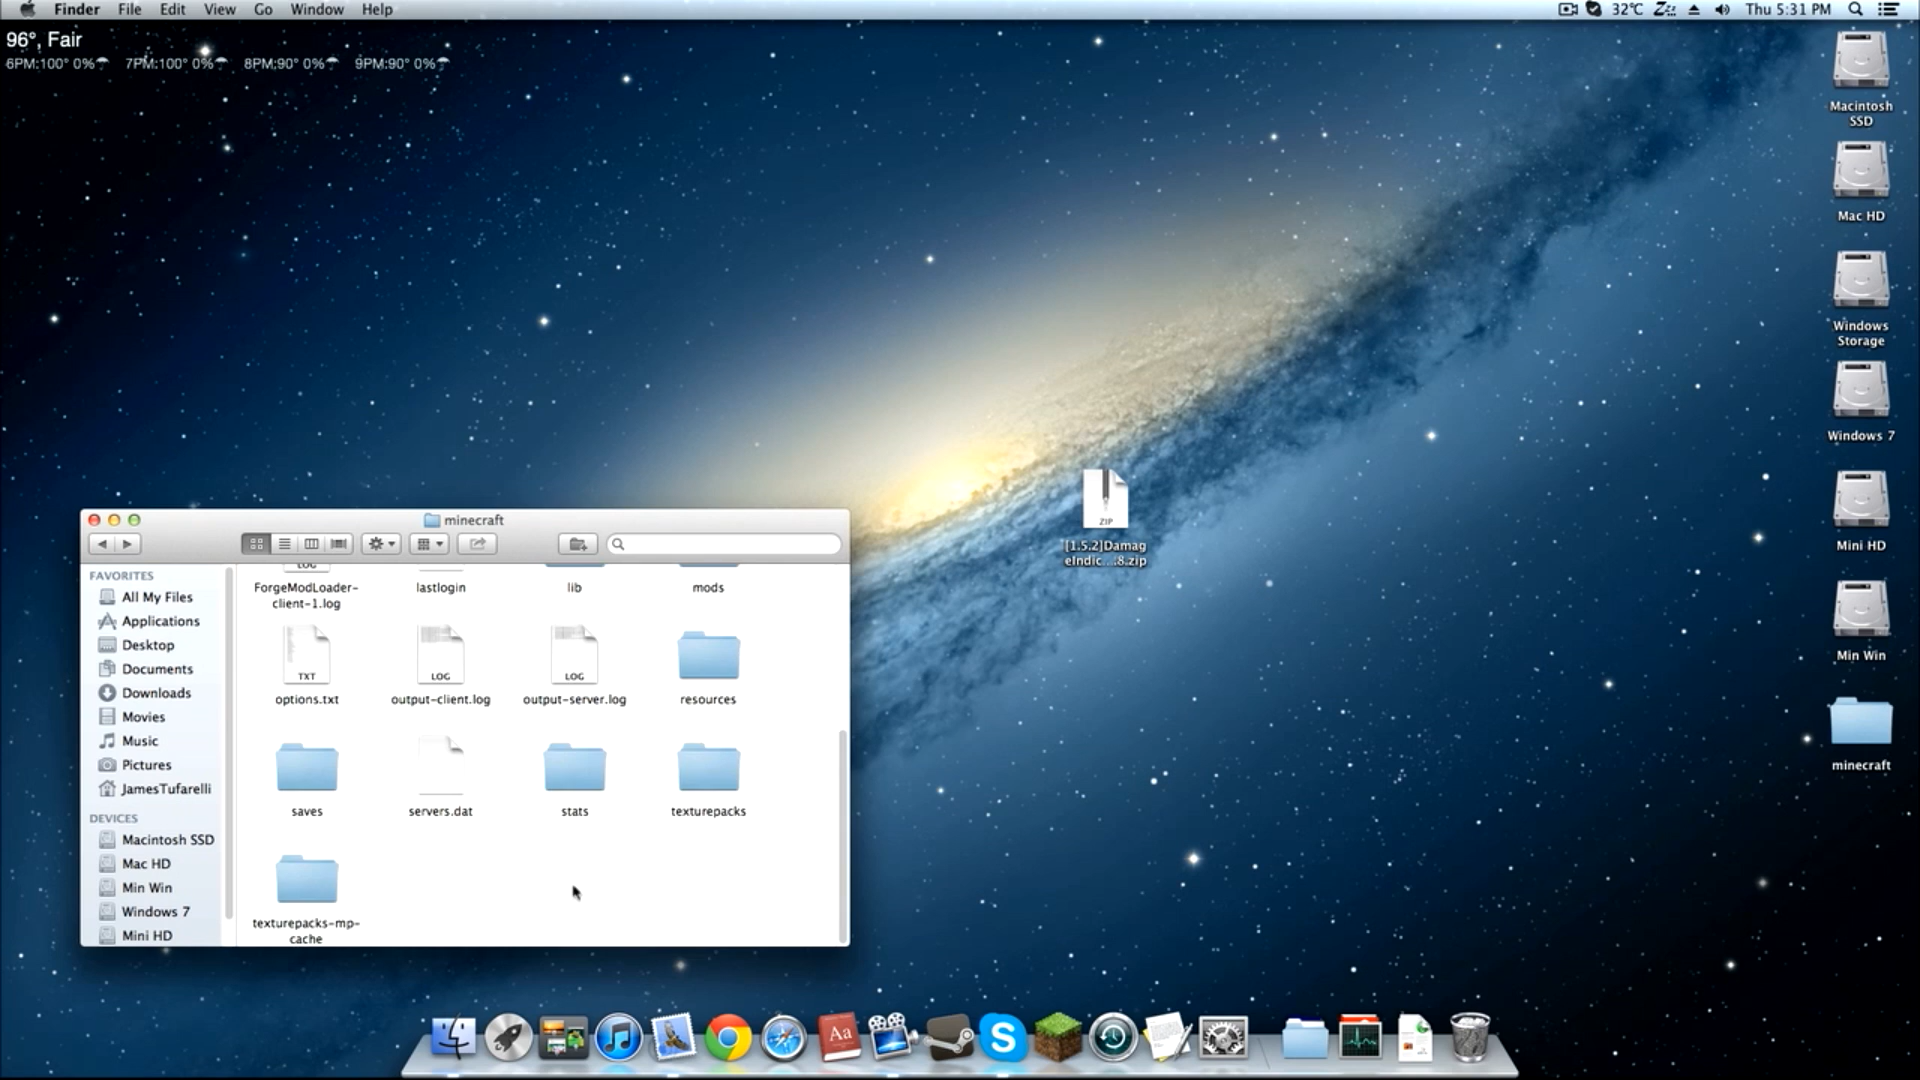 Finder File Edit View Go Window Help
32℃ Thu 5:31 PM
96°, Fair
6PM:100° 0% 7PM:100° 0% 8PM:90° 0% 9PM:90° 0%
Macintosh
SSD
Mac HD
Windows
Storage
Windows 7
Mini HD
Min Win
minecraft
ZIP
[1.5.2]Damag
eIndic....8.zip
minecraft
FAVORITES
All My Files
Applications
Desktop
Documents
Downloads
Movies
Music
Pictures
JamesTufarelli
DEVICES
Macintosh SSD
Mac HD
Min Win
Windows 7
Mini HD
LOG
ForgeModLoader-
client-1.log
lastlogin
lib
mods
TXT
LOG
LOG
options.txt
output-client.log
output-server.log
resources
saves
servers.dat
stats
texturepacks
texturepacks-mp-
cache
Aa